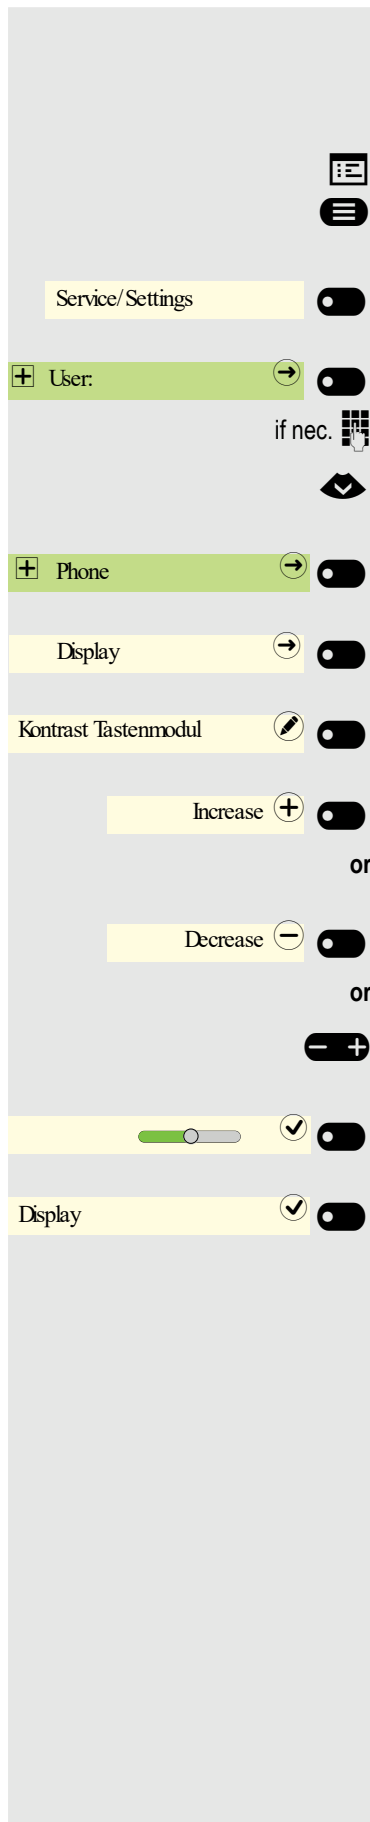 Service/Settings
User:
if nec.
Phone
Display
Kontrast Tastenmodul
Increase
or
Decrease
or
Display